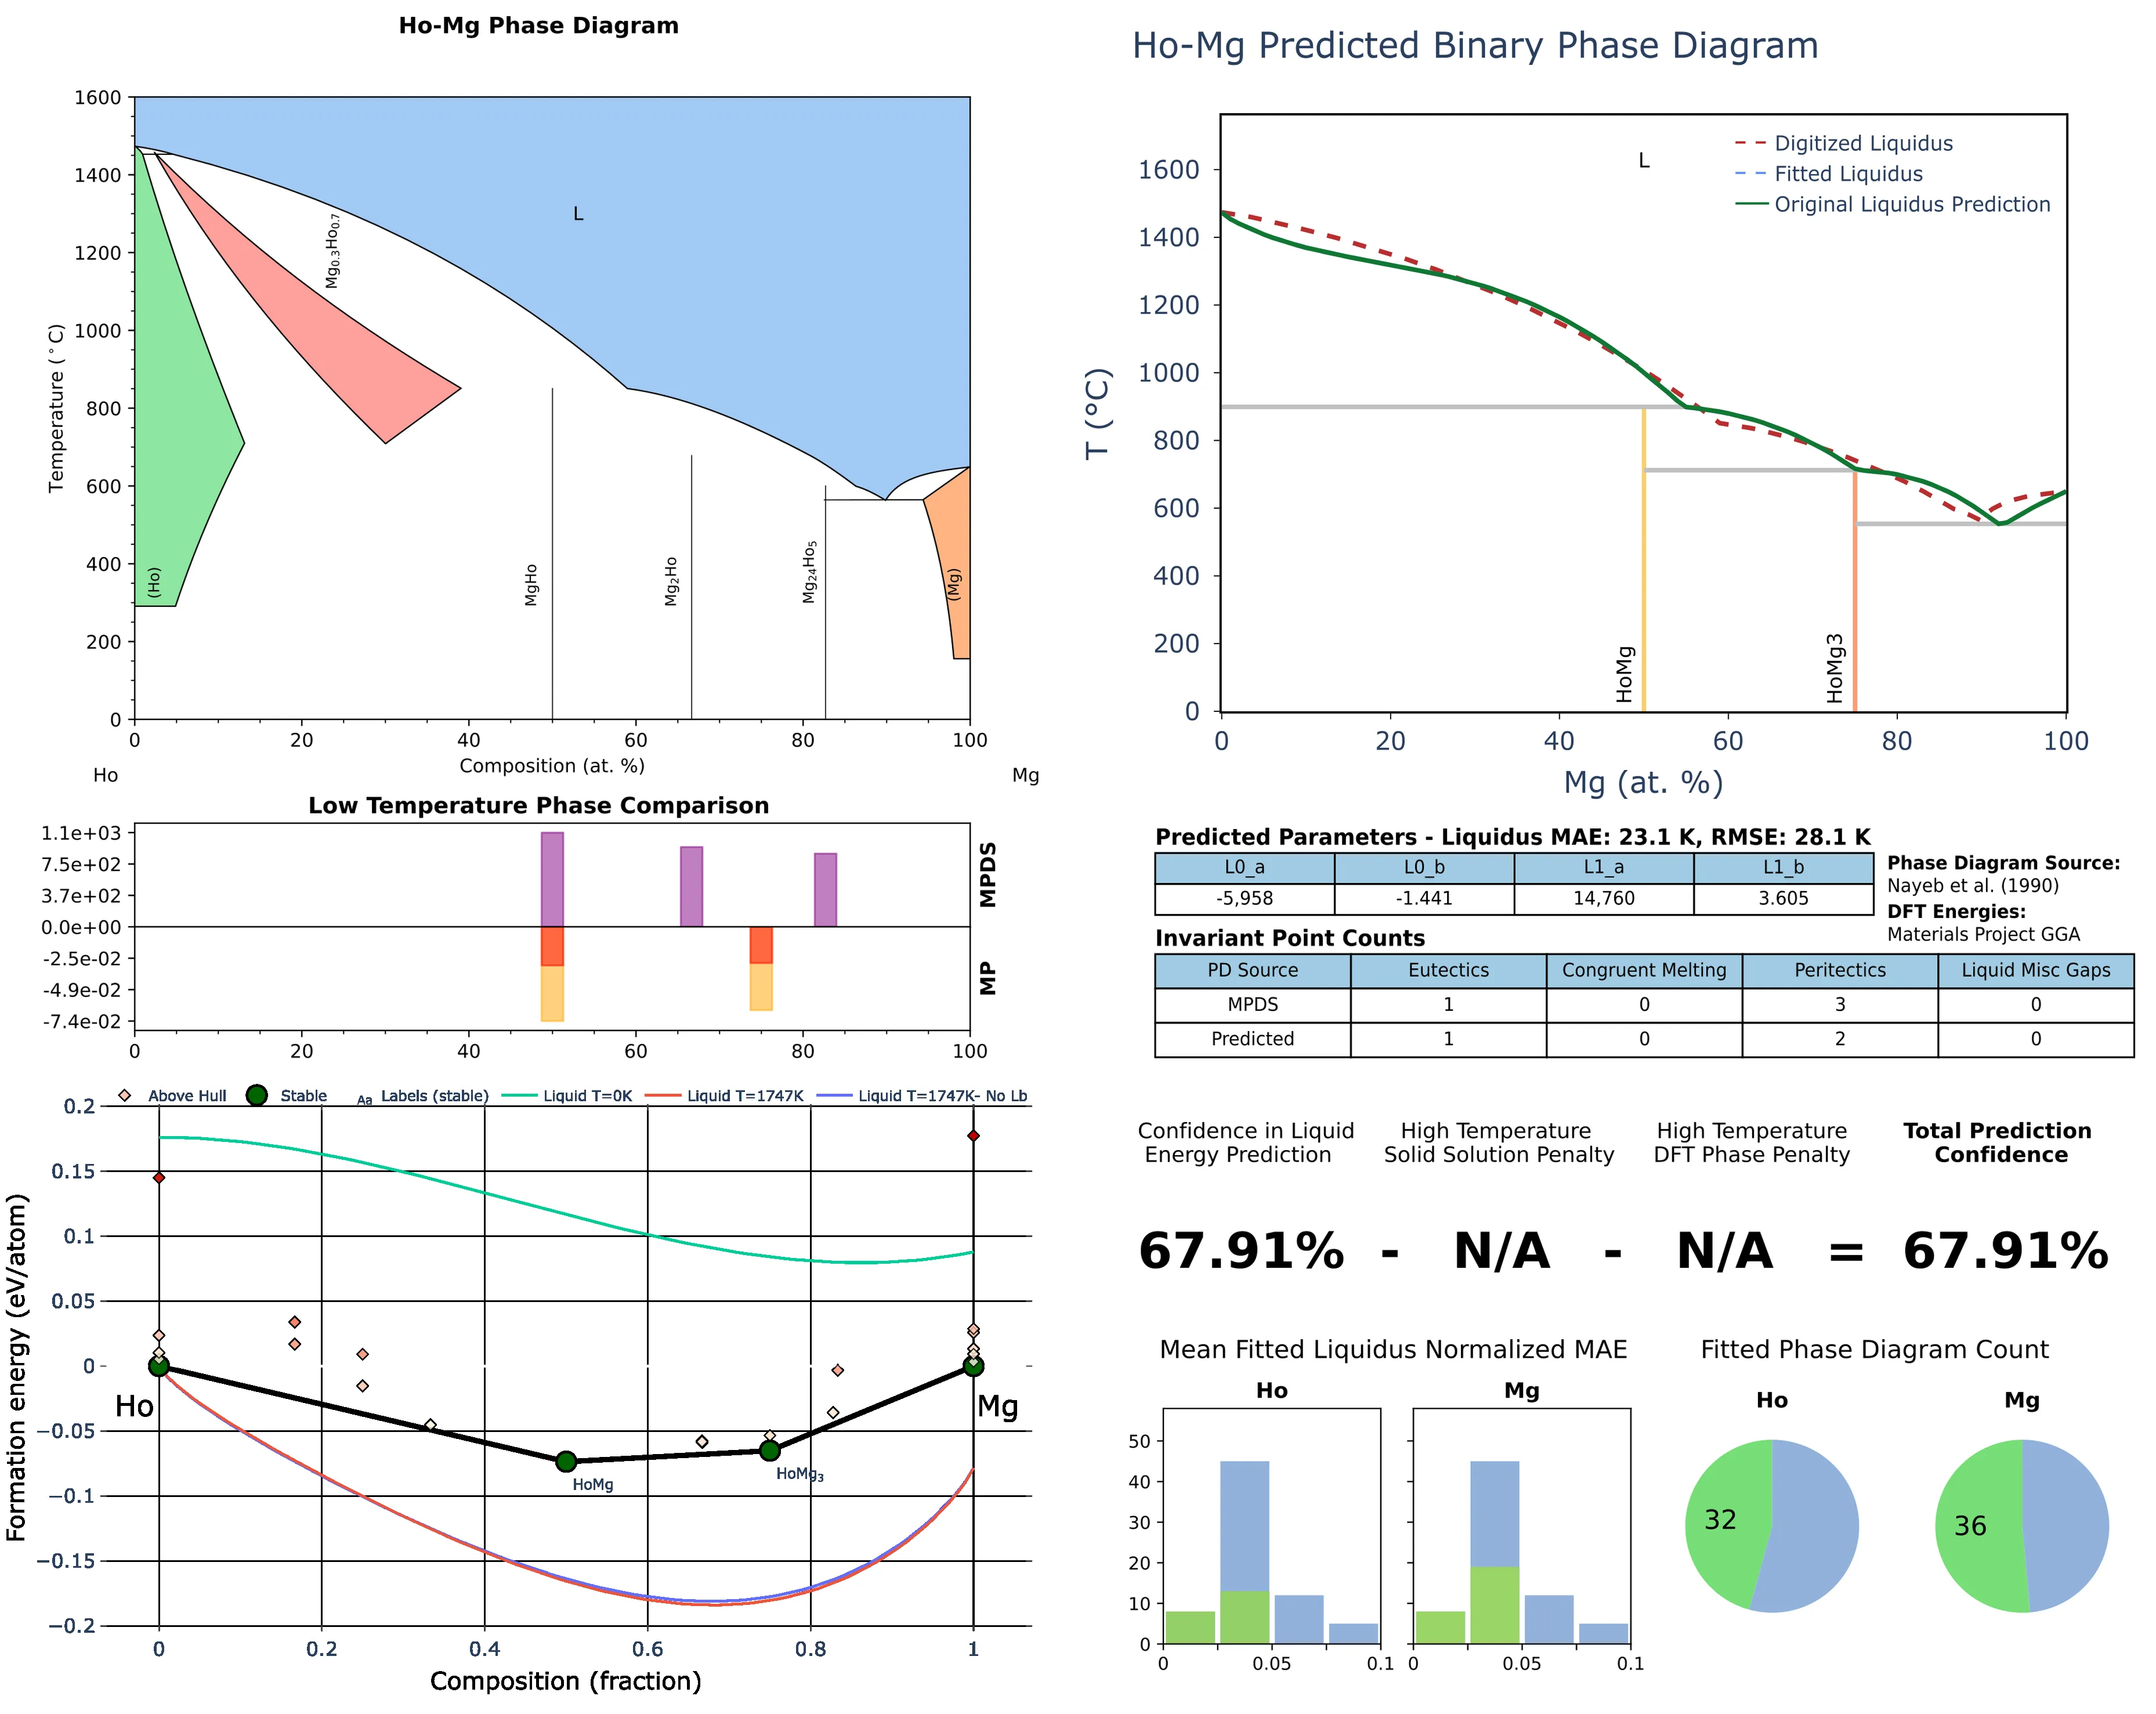 Ho-Mg Phase Diagram
1600
1400
1200
1000
800
600
400
200
0
Temperature (°C)
L
Mg0.3Ho0.7
(Ho)
MgHo
Mg2Ho
Mg24Ho5
(Mg)
0 20 40 60 80 100
Composition (at. %)
Ho Mg
Low Temperature Phase Comparison
1.1e+03
7.5e+02
3.7e+02
0.0e+00
-2.5e-02
-4.9e-02
-7.4e-02
MPDS
MP
0 20 40 60 80 100
Above Hull Stable Aa Labels (stable) Liquid T=0K Liquid T=1747K Liquid T=1747K- No Lb
0.2
0.15
0.1
0.05
0
−0.05
−0.1
−0.15
−0.2
Formation energy (eV/atom)
Ho
Mg
HoMg
HoMg3
0 0.2 0.4 0.6 0.8 1
Composition (fraction)
Ho-Mg Predicted Binary Phase Diagram
1600
1400
1200
1000
800
600
400
200
0
T (°C)
L
Digitized Liquidus
Fitted Liquidus
Original Liquidus Prediction
HoMg
HoMg3
0 20 40 60 80 100
Mg (at. %)
Predicted Parameters - Liquidus MAE: 23.1 K, RMSE: 28.1 K
L0_a L0_b L1_a L1_b
-5,958 -1.441 14,760 3.605
Phase Diagram Source:
Nayeb et al. (1990)
DFT Energies:
Materials Project GGA
Invariant Point Counts
PD Source Eutectics Congruent Melting Peritectics Liquid Misc Gaps
MPDS 1 0 3 0
Predicted 1 0 2 0
Confidence in Liquid
Energy Prediction
High Temperature
Solid Solution Penalty
High Temperature
DFT Phase Penalty
Total Prediction
Confidence
67.91% - N/A - N/A = 67.91%
Mean Fitted Liquidus Normalized MAE
Ho
Mg
50
40
30
20
10
0
0 0.05 0.1
0 0.05 0.1
Fitted Phase Diagram Count
Ho
Mg
32
36